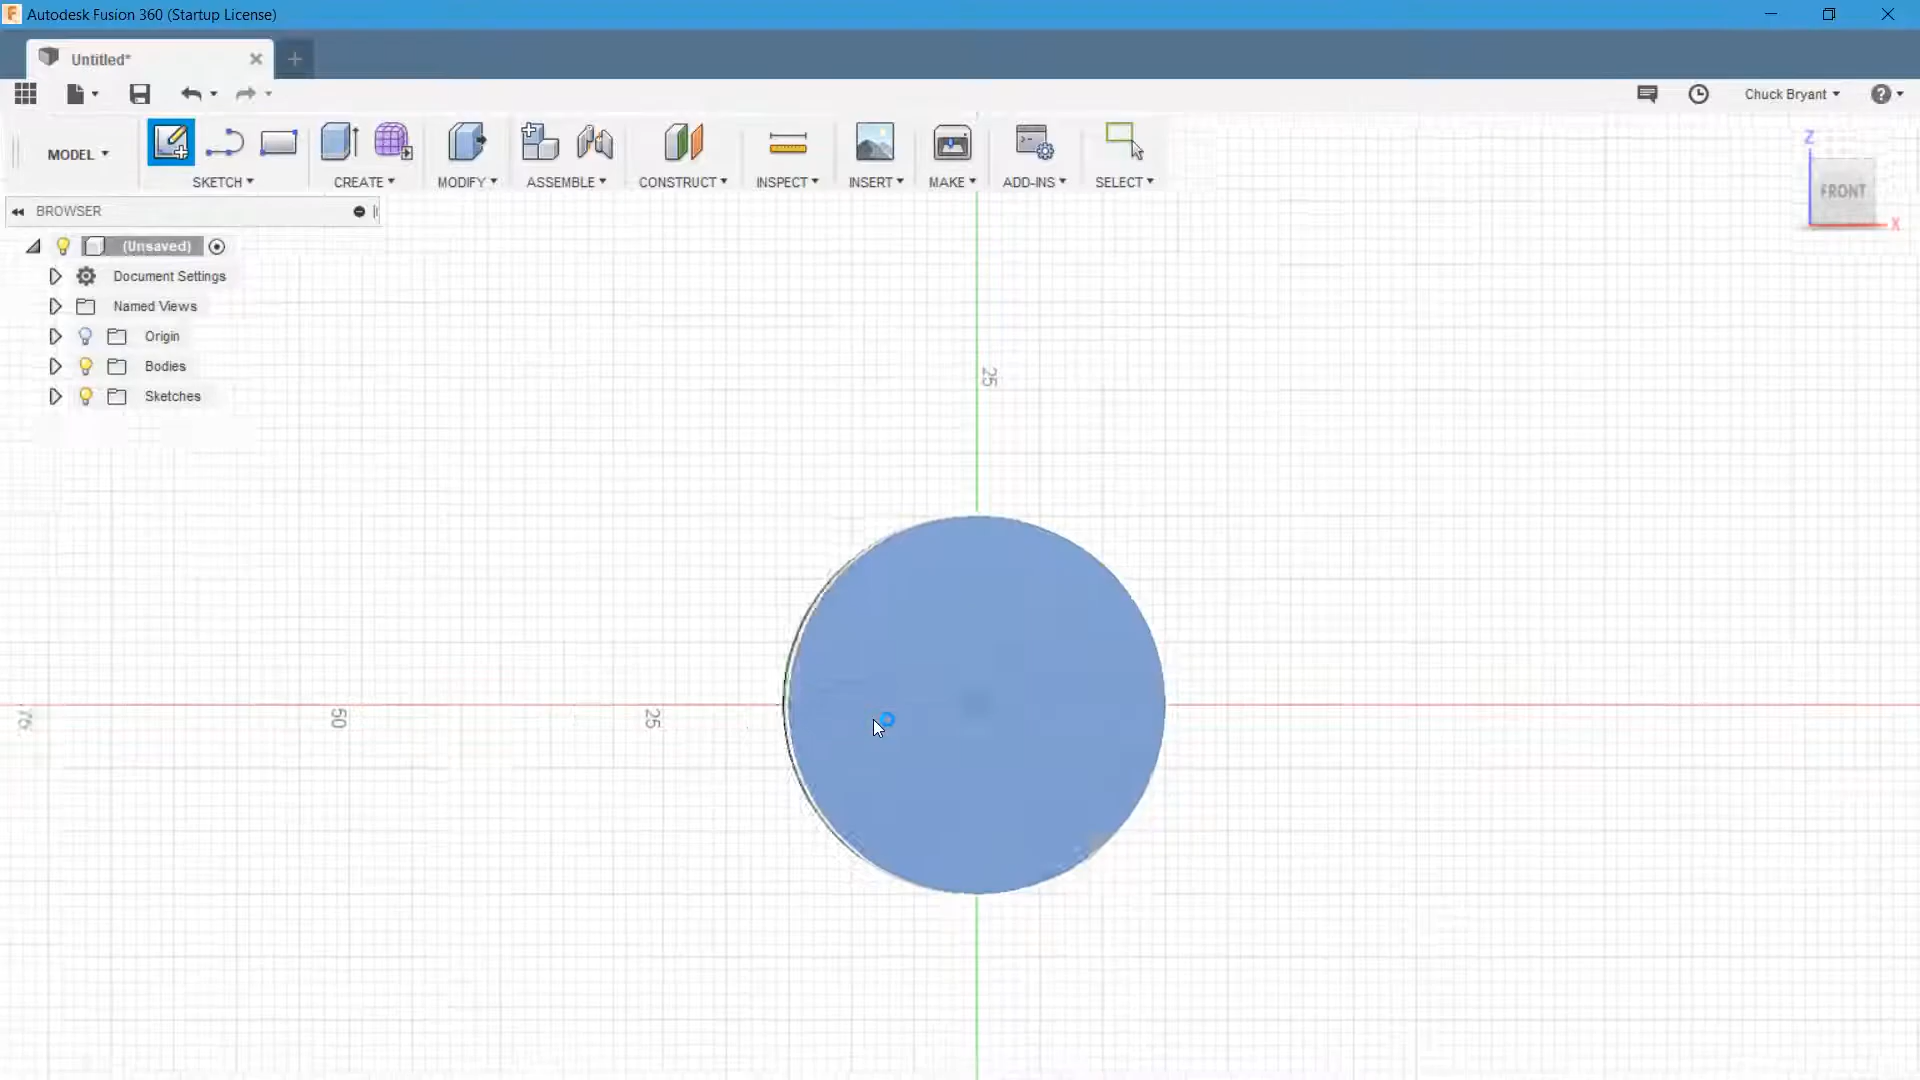 Autodesk Fusion 360 (Startup License)
Untitled*
Chuck Bryant
MODEL
SKETCH
CREATE
MODIFY
ASSEMBLE
CONSTRUCT
INSPECT
INSERT
MAKE
ADD-INS
SELECT
Z
FRONT
X
BROWSER
(Unsaved)
Document Settings
Named Views
Origin
Bodies
Sketches
25
75
50
25